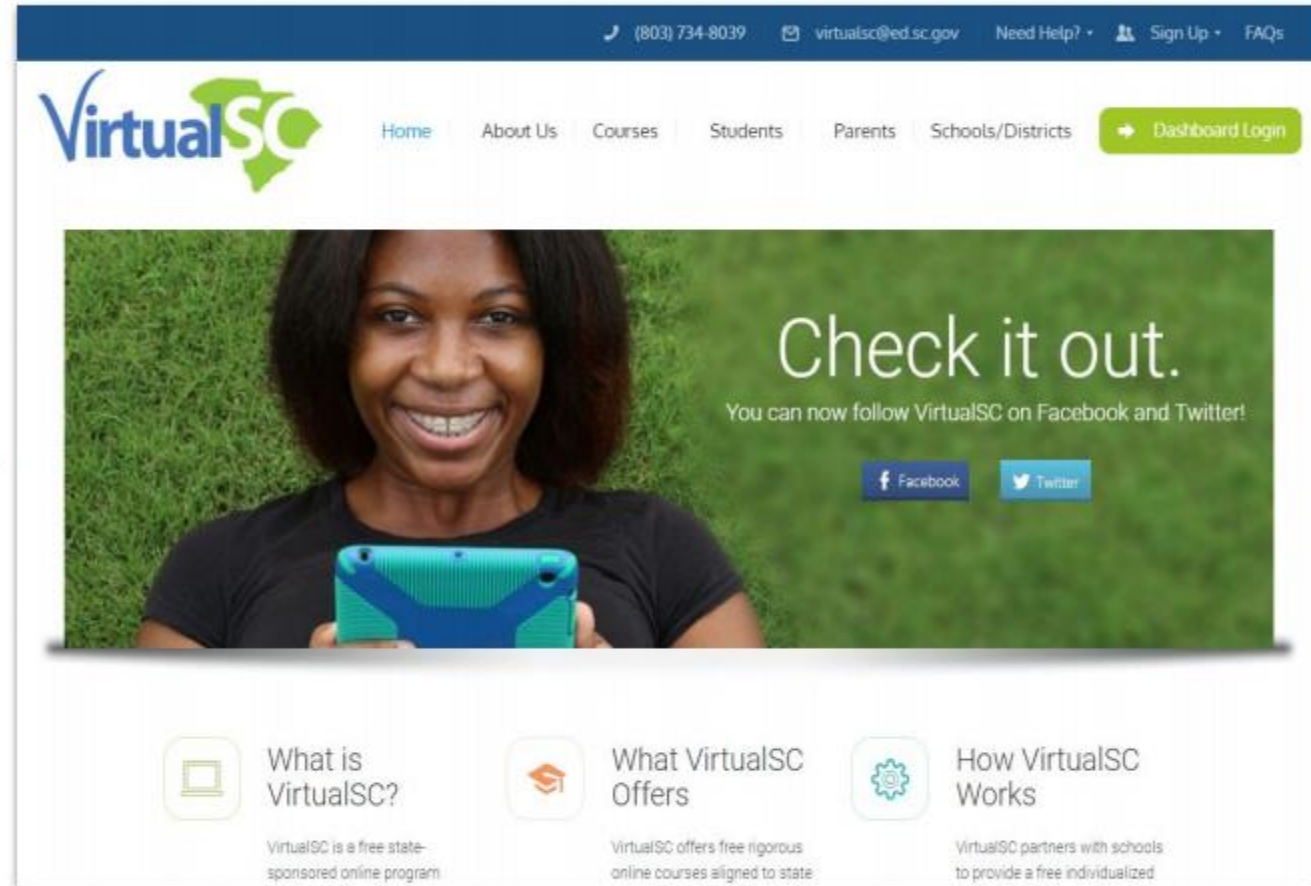 (803) 734-8039 virtualsc@ed.sc.gov Need Help? Sign Up FAQs
VirtualSC
Home About Us Courses Students Parents Schools/Districts Dashboard Login
Check it out.
You can now follow VirtualSC on Facebook and Twitter!
Facebook Twitter
What is
VirtualSC?
VirtualSC is a free state-
sponsored online program
What VirtualSC
Offers
VirtualSC offers free rigorous
online courses aligned to state
How VirtualSC
Works
VirtualSC partners with schools
to provide a free individualized